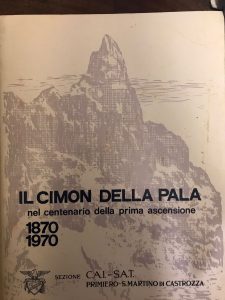 IL CIMON DELLA PALA
nel centenario della prima ascensione
1870
1970
SEZIONE C.A.I.-S.A.T.
PRIMIERO-S.MARTINO DI CASTROZZA